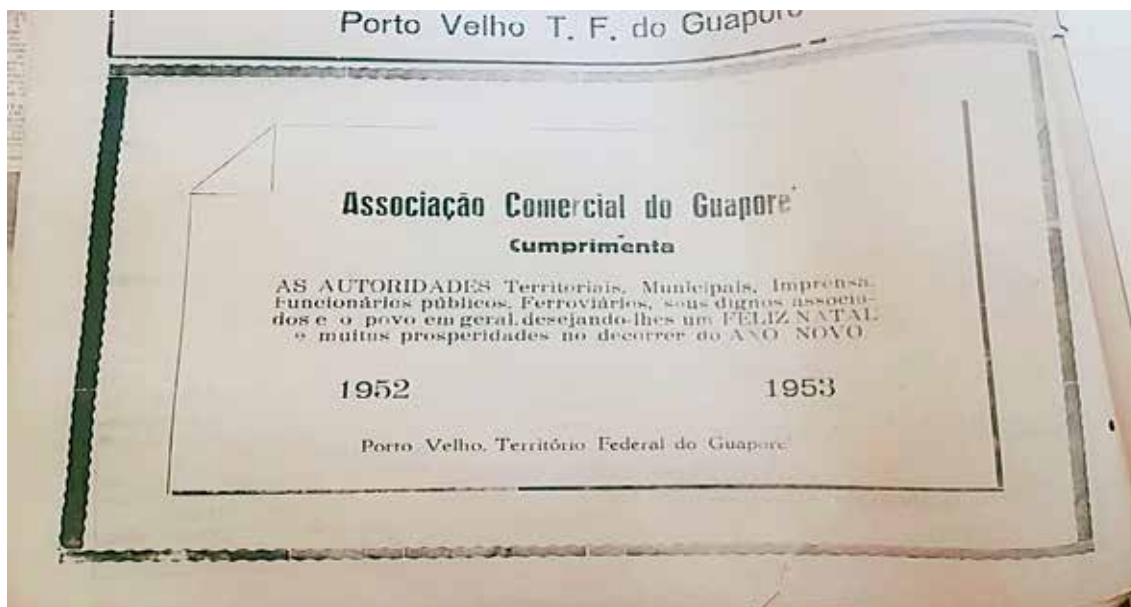 Porto Velho T. F. do Guaporé
Associação Comercial do Guaporé
Cumprimenta
AS AUTORIDADES Territoriais, Municipais, Imprensa,
Funcionários públicos, Ferroviários, seus dignos associa-
dos e o povo em geral, desejando-lhes um FELIZ NATAL
e muitas prosperidades no decorrer do ANO NOVO
1952 1953
Porto Velho, Território Federal do Guaporé